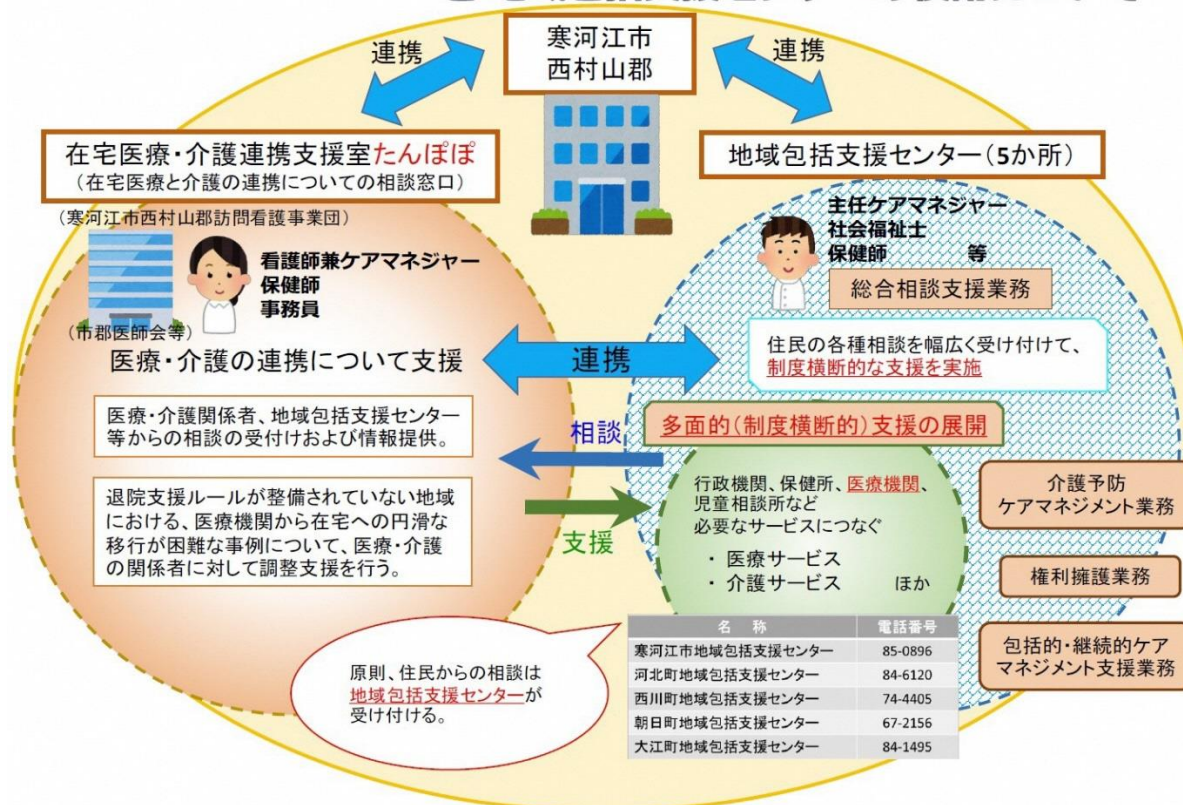 寒河江市
西村山郡
連携
連携
在宅医療・介護連携支援室たんぽぽ
(在宅医療と介護の連携についての相談窓口)
(寒河江市西村山郡訪問看護事業団)
看護師兼ケアマネジャー
保健師
事務員
(市郡医師会等)
医療・介護の連携について支援
医療・介護関係者、地域包括支援センター
等からの相談の受付けおよび情報提供。
退院支援ルールが整備されていない地域
における、医療機関から在宅への円滑な
移行が困難な事例について、医療・介護
の関係者に対して調整支援を行う。
連携
相談
支援
地域包括支援センター(5か所)
主任ケアマネジャー
社会福祉士
保健師 等
総合相談支援業務
住民の各種相談を幅広く受け付けて、
制度横断的な支援を実施
多面的(制度横断的)支援の展開
行政機関、保健所、医療機関、
児童相談所など
必要なサービスにつなぐ
・ 医療サービス
・ 介護サービス ほか
介護予防
ケアマネジメント業務
権利擁護業務
包括的・継続的ケア
マネジメント支援業務
原則、住民からの相談は
地域包括支援センターが
受け付ける。
名 称 電話番号
寒河江市地域包括支援センター 85-0896
河北町地域包括支援センター 84-6120
西川町地域包括支援センター 74-4405
朝日町地域包括支援センター 67-2156
大江町地域包括支援センター 84-1495